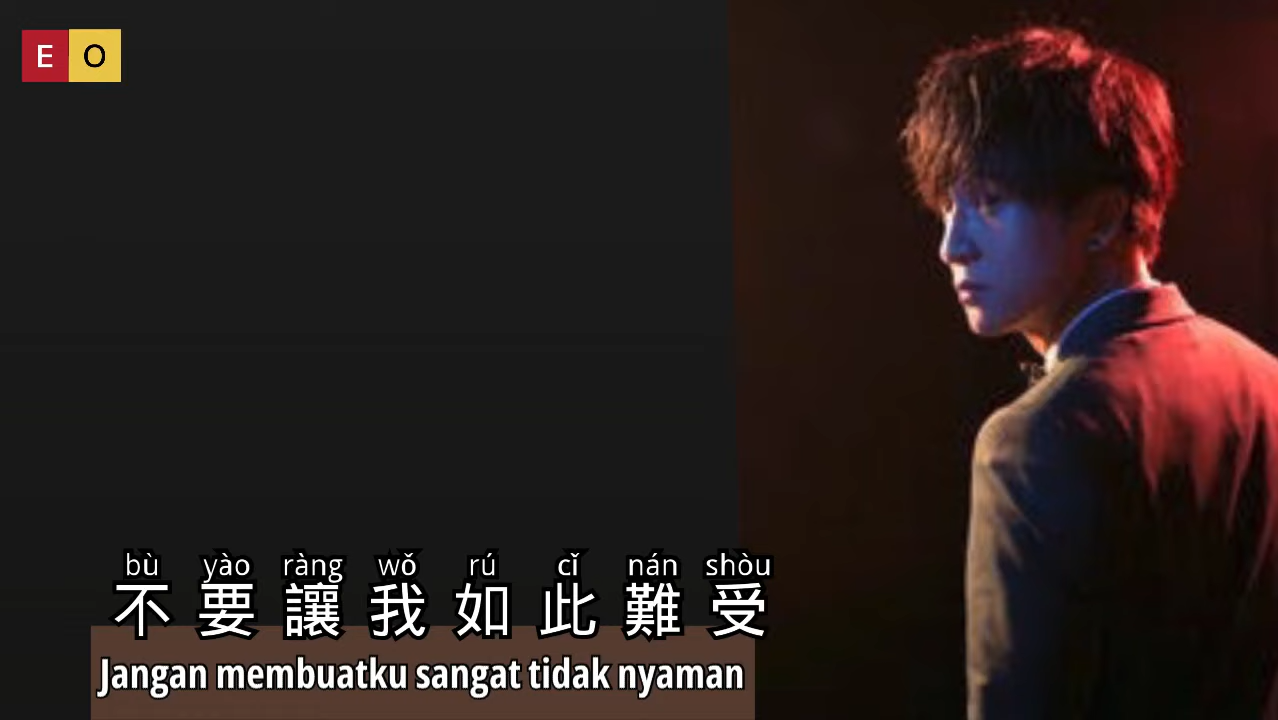 E O
bù yào ràng wǒ rú cǐ nán shòu
不要讓我如此難受
Jangan membuatku sangat tidak nyaman